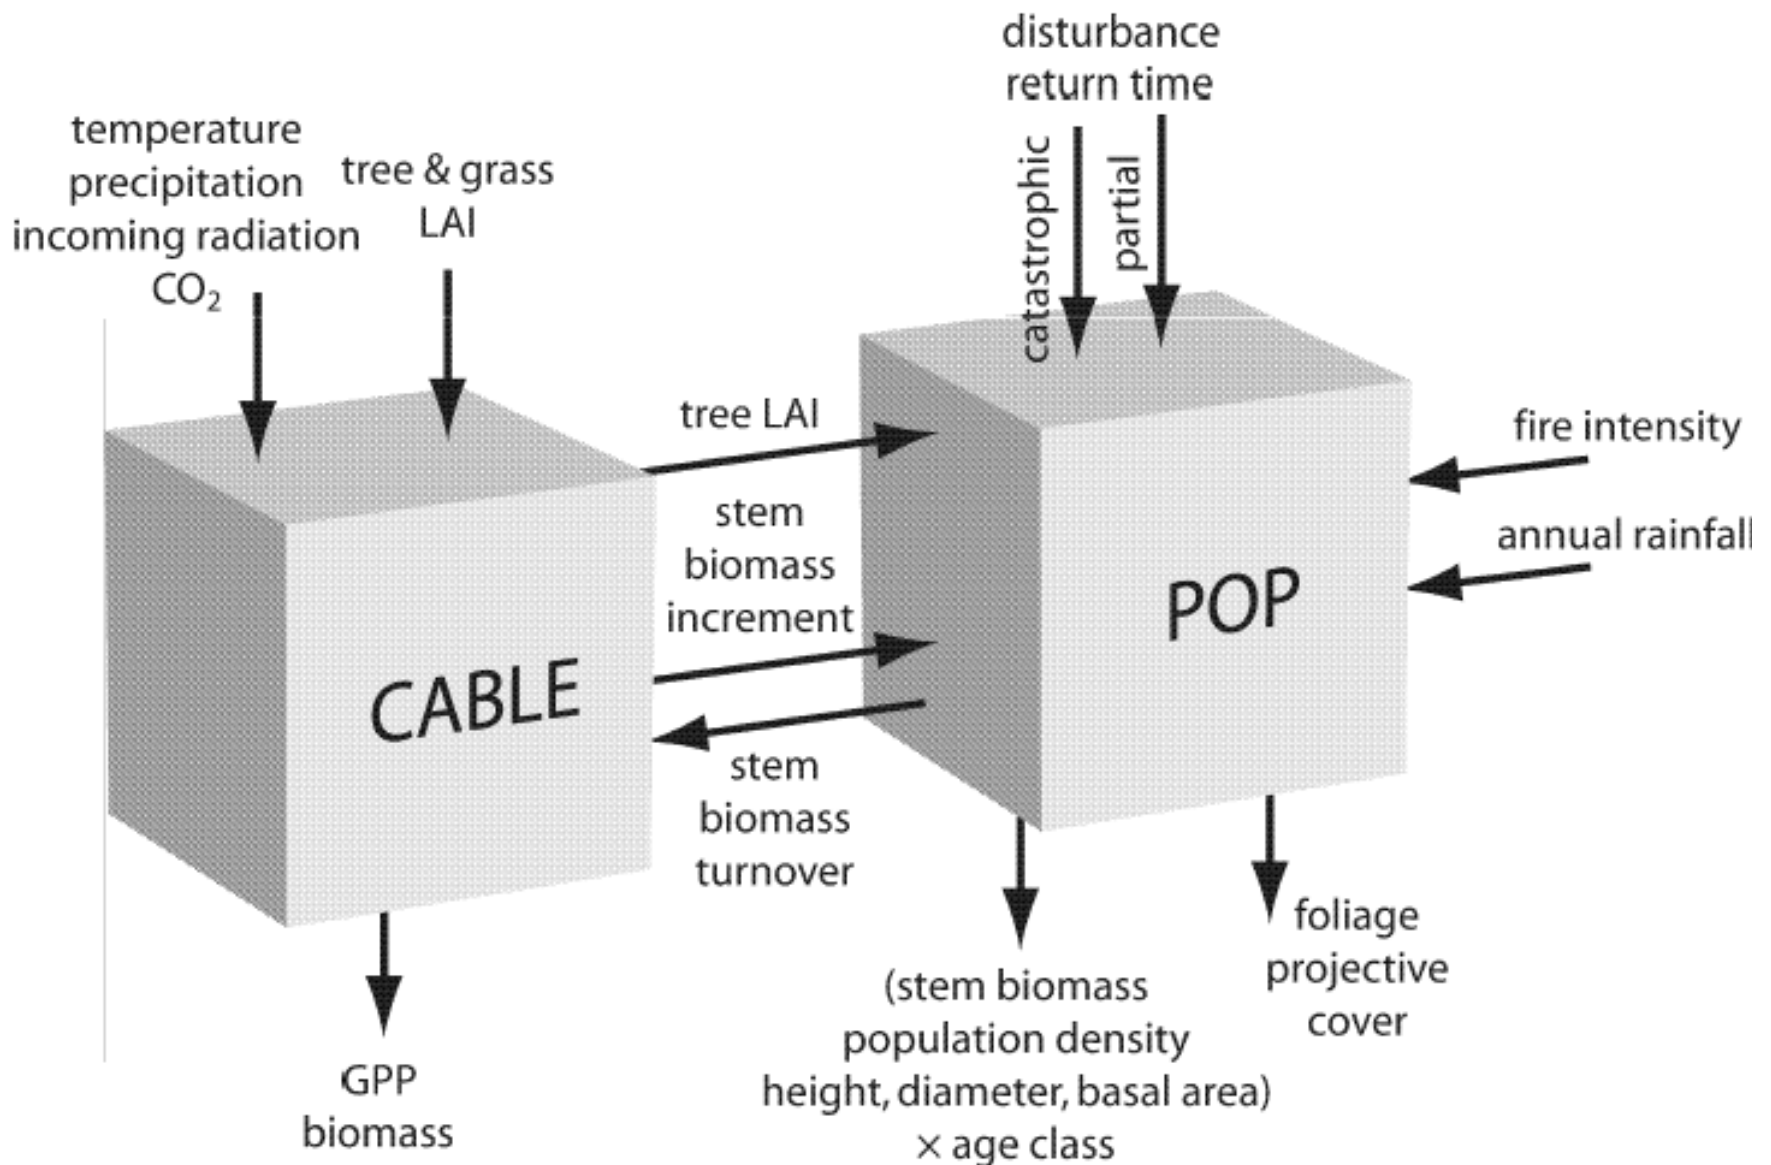 disturbance
return time
catastrophic
partial
temperature
precipitation
incoming radiation
CO₂
tree & grass
LAI
tree LAI
stem
biomass
increment
stem
biomass
turnover
fire intensity
annual rainfall
CABLE
POP
GPP
biomass
(stem biomass
population density
height, diameter, basal area)
× age class
foliage
projective
cover